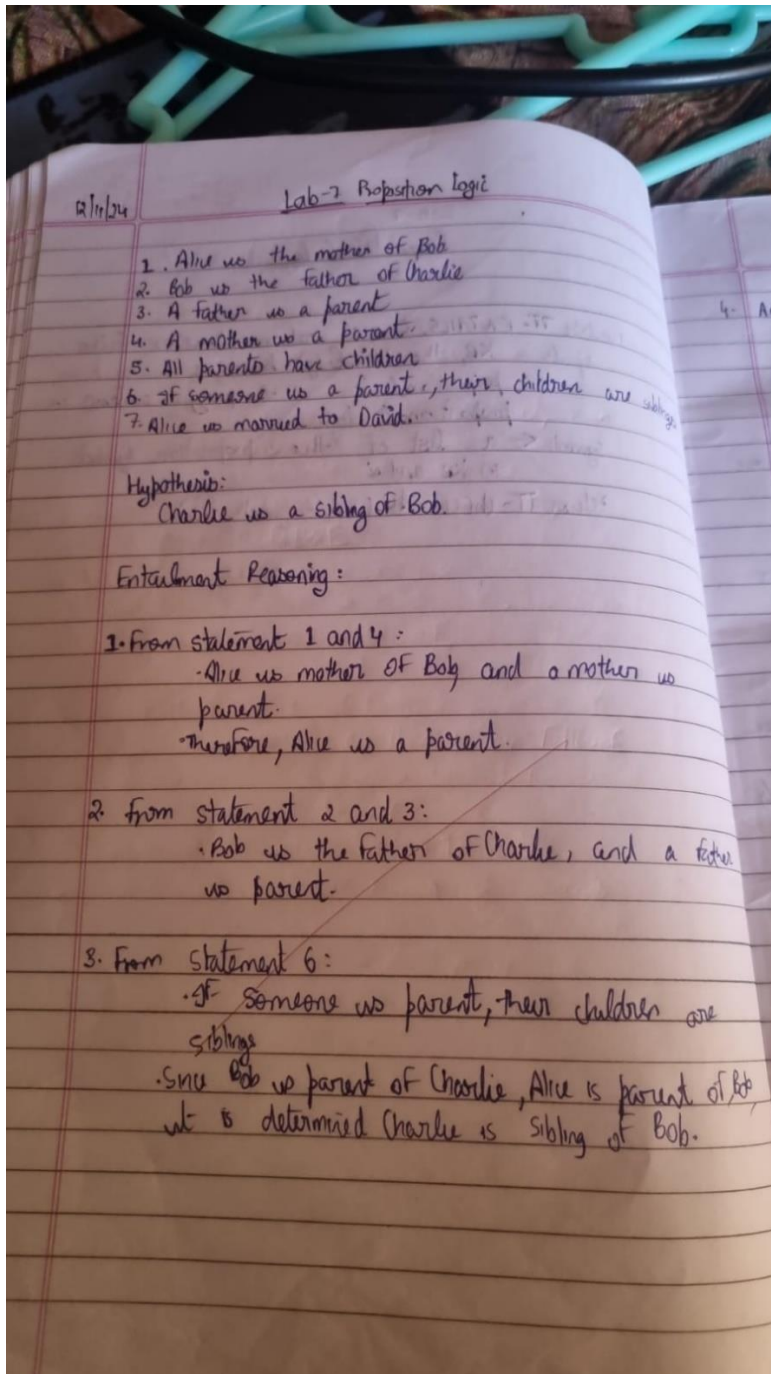 12/11/24
Lab-7 Propostion logic
1. Alice is the mother of Bob
2. Bob is the father of Charlie
3. A father is a parent
4. A mother is a parent.
5. All parents have children
6. If someone is a parent, their children are siblings
7. Alice is married to David.
Hypothesis:
Charlie is a sibling of Bob.
Entailment Reasoning:
1. From statement 1 and 4:
· Alice is mother of Bob and a mother is
parent.
· Therefore, Alice is a parent.
2. from statement 2 and 3:
· Bob is the father of Charlie, and a father
is parent.
3. From statement 6:
· If someone is parent, their children are
siblings
· Since Bob is parent of Charlie, Alice is parent of Bob,
it is determined Charlie is sibling of Bob.
4.